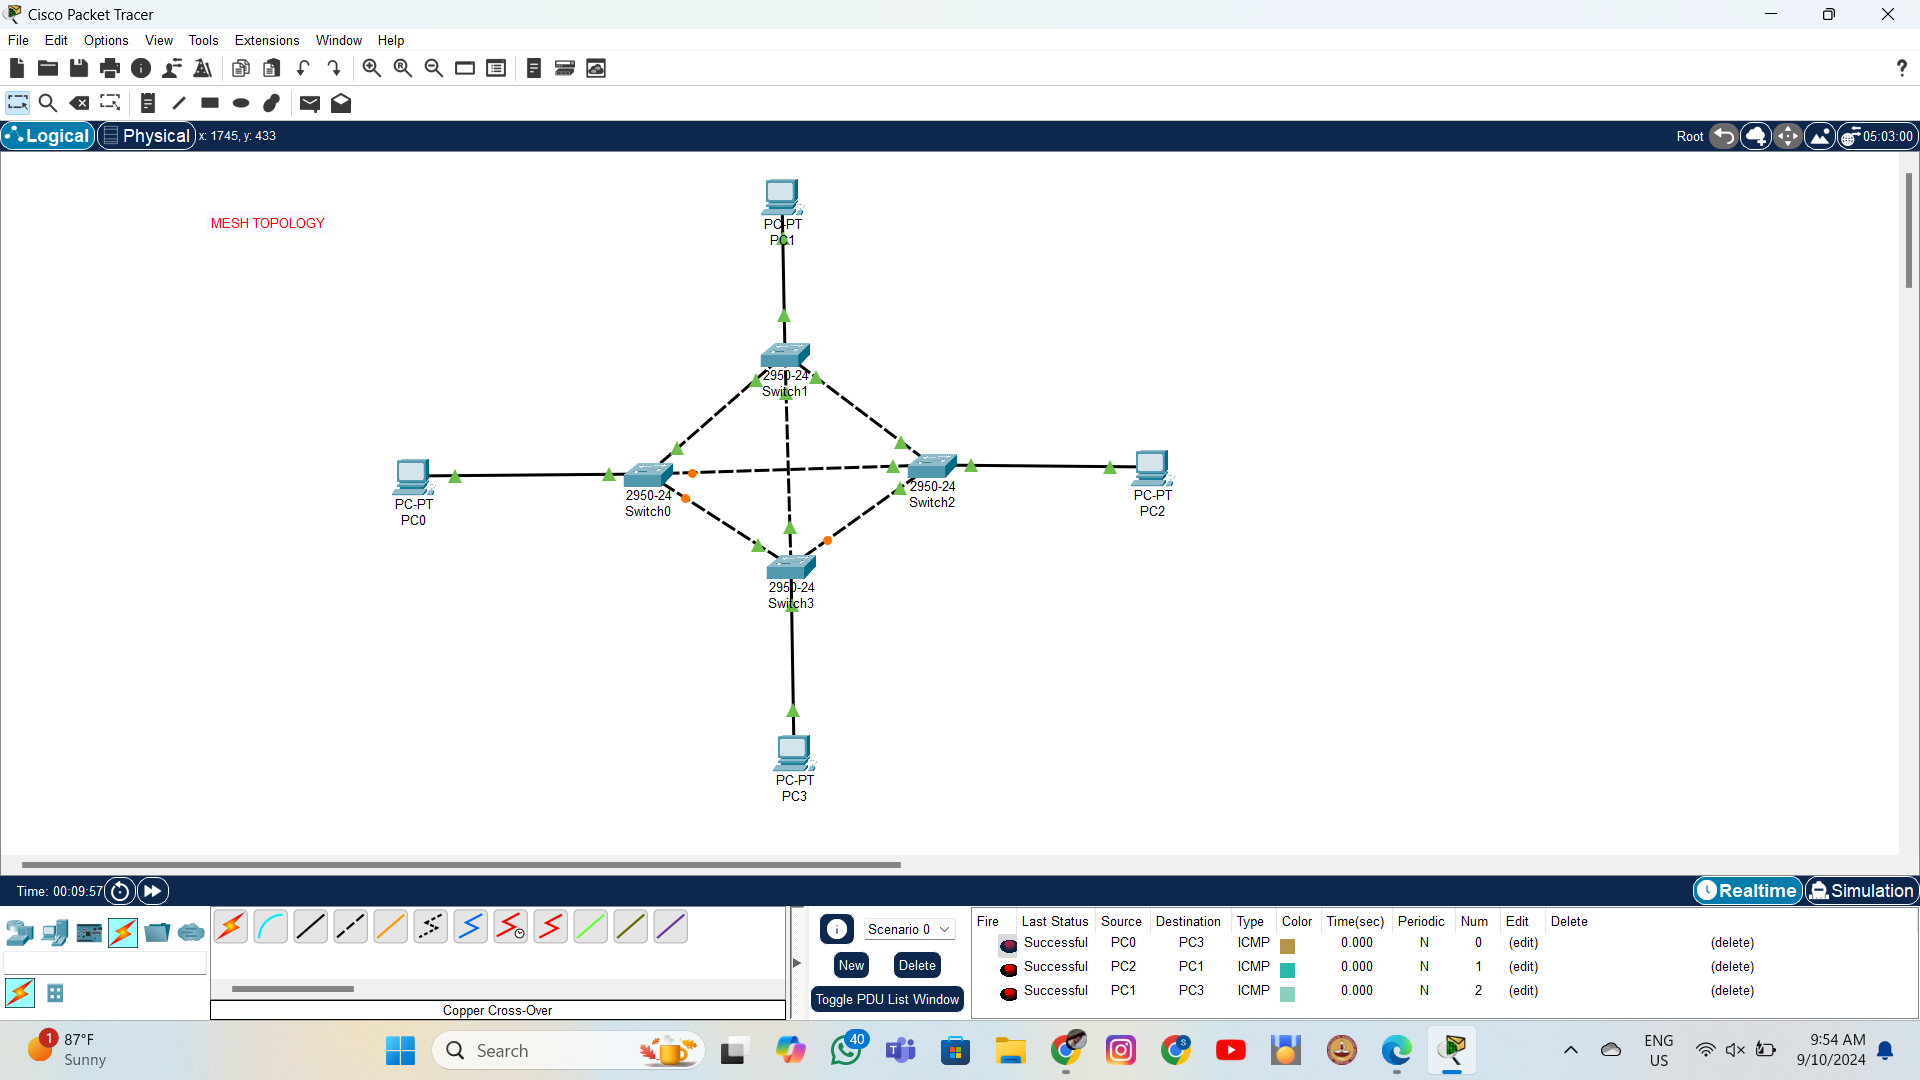 Cisco Packet Tracer
File Edit Options View Tools Extensions Window Help
?
Logical Physical x: 1745, y: 433 Root 05:03:00
MESH TOPOLOGY
PC-PT
PC1
2950-24
Switch1
PC-PT
PC0
2950-24
Switch0
2950-24
Switch2
PC-PT
PC2
2950-24
Switch3
PC-PT
PC3
Time: 00:09:57 Realtime Simulation
Scenario 0
New Delete
Toggle PDU List Window
Copper Cross-Over
Fire Last Status Source Destination Type Color Time(sec) Periodic Num Edit Delete
Successful PC0 PC3 ICMP 0.000 N 0 (edit) (delete)
Successful PC2 PC1 ICMP 0.000 N 1 (edit) (delete)
Successful PC1 PC3 ICMP 0.000 N 2 (edit) (delete)
1
87°F
Sunny
Search
40
S
ENG
US
9:54 AM
9/10/2024